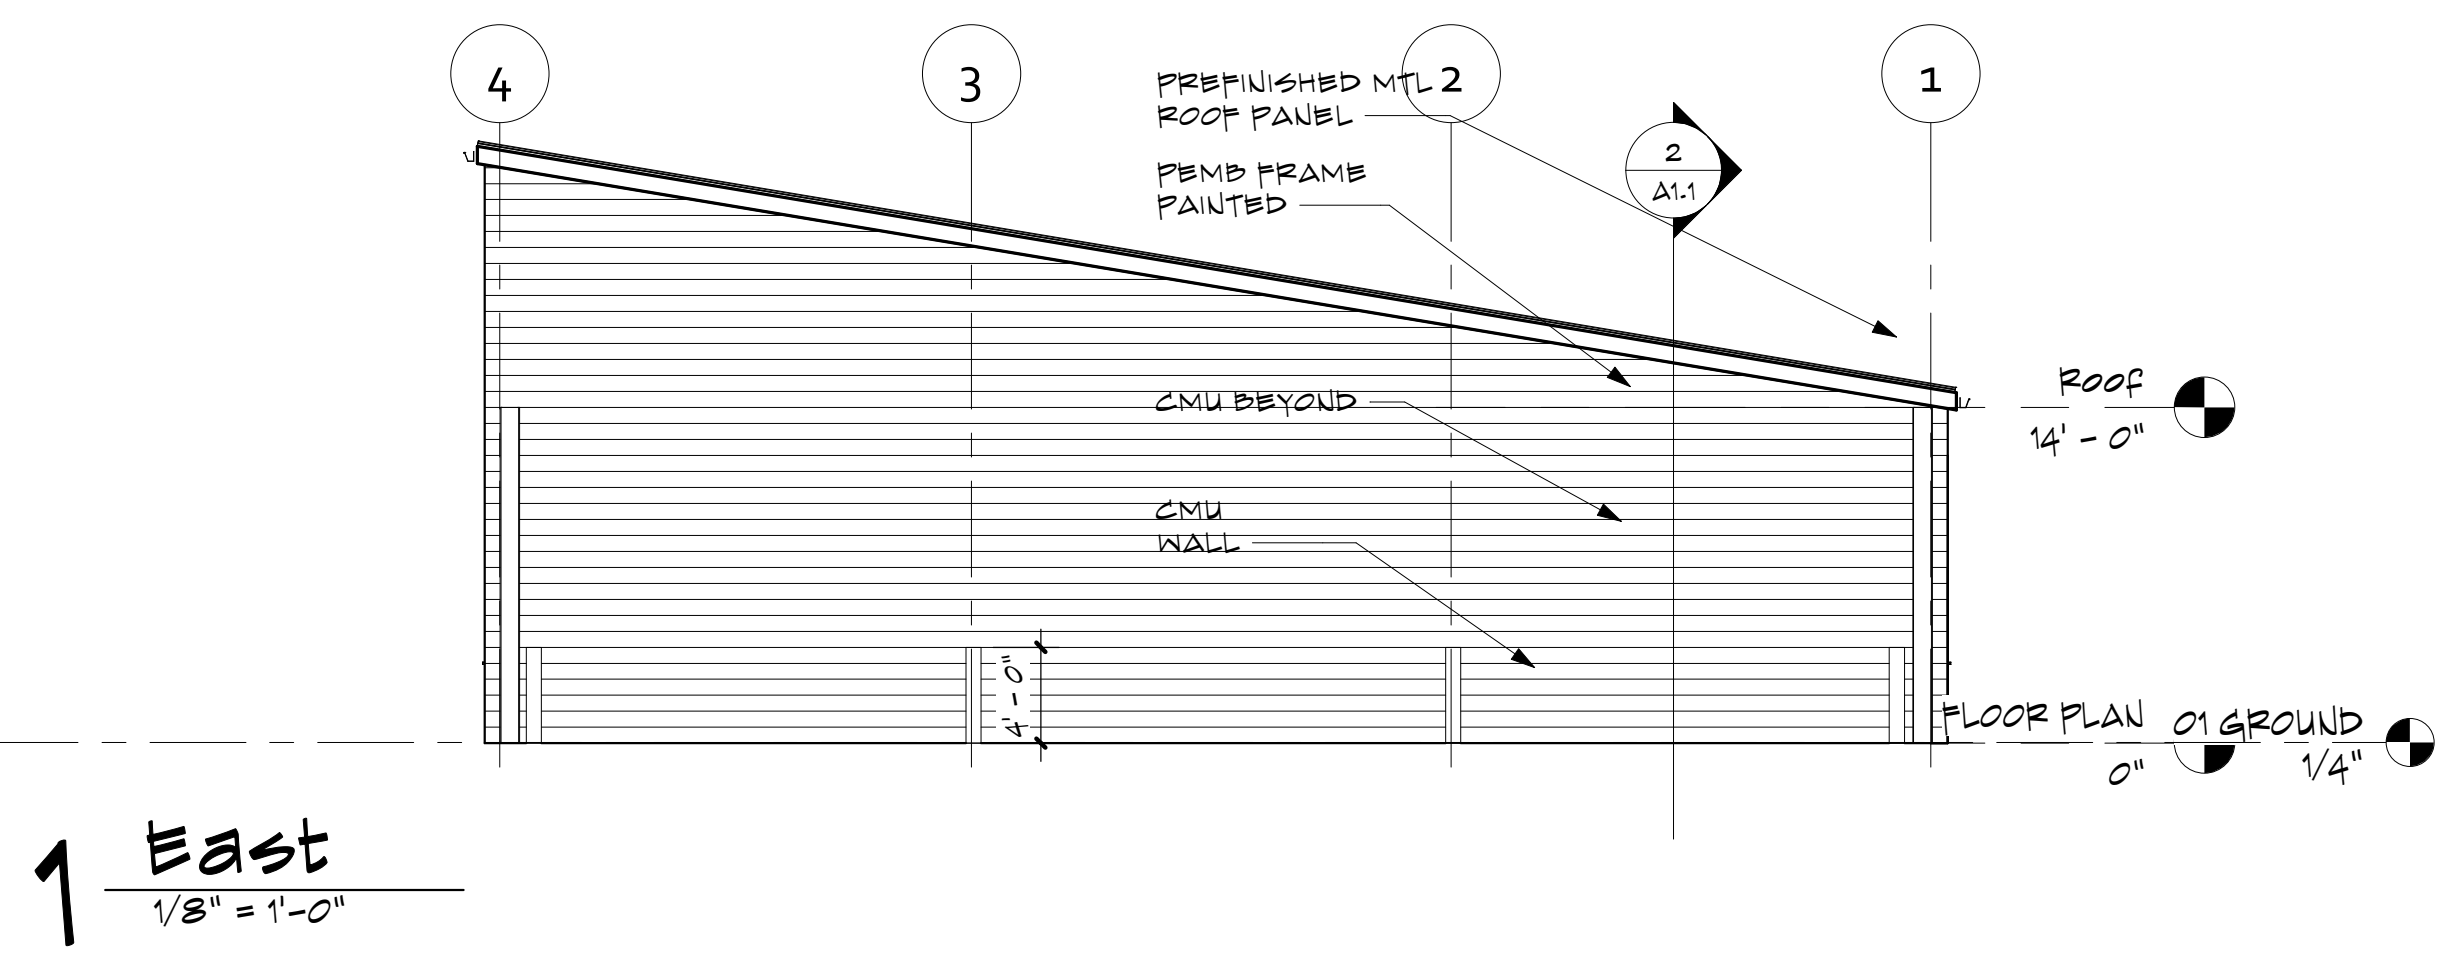 4
3
2
1
PREFINISHED MTL
ROOF PANEL
2
A1.1
PEMB FRAME
PAINTED
CMU BEYOND
Roof
14' - 0"
CMU
WALL
4' - 0"
FLOOR PLAN
0"
01 GROUND
1/4"
1
East
1/8" = 1'-0"